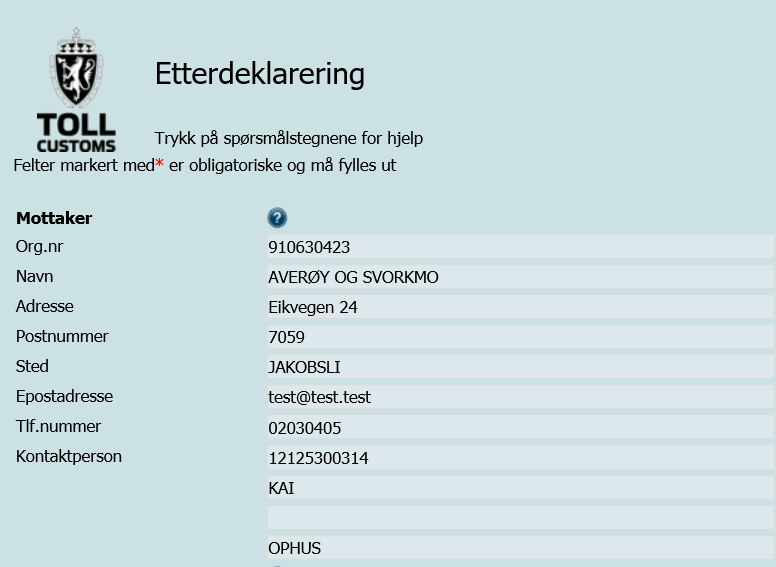 TOLL
CUSTOMS
Etterdeklarering
Trykk på spørsmålstegnene for hjelp
Felter markert med* er obligatoriske og må fylles ut
Mottaker ?
Org.nr 910630423
Navn AVERØY OG SVORKMO
Adresse Eikvegen 24
Postnummer 7059
Sted JAKOBSLI
Epostadresse test@test.test
Tlf.nummer 02030405
Kontaktperson 12125300314
KAI
OPHUS